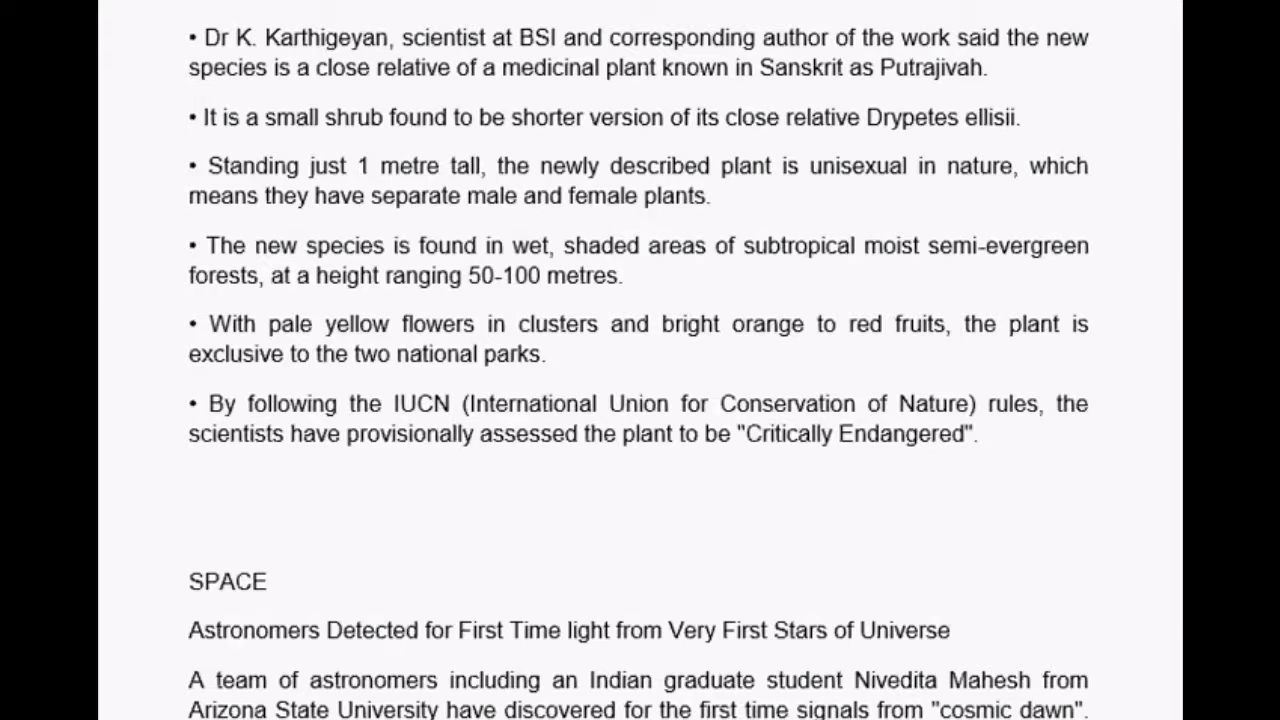 • Dr K. Karthigeyan, scientist at BSI and corresponding author of the work said the new
species is a close relative of a medicinal plant known in Sanskrit as Putrajivah.
• It is a small shrub found to be shorter version of its close relative Drypetes ellisii.
• Standing just 1 metre tall, the newly described plant is unisexual in nature, which
means they have separate male and female plants.
• The new species is found in wet, shaded areas of subtropical moist semi-evergreen
forests, at a height ranging 50-100 metres.
• With pale yellow flowers in clusters and bright orange to red fruits, the plant is
exclusive to the two national parks.
• By following the IUCN (International Union for Conservation of Nature) rules, the
scientists have provisionally assessed the plant to be "Critically Endangered".
SPACE
Astronomers Detected for First Time light from Very First Stars of Universe
A team of astronomers including an Indian graduate student Nivedita Mahesh from
Arizona State University have discovered for the first time signals from "cosmic dawn".